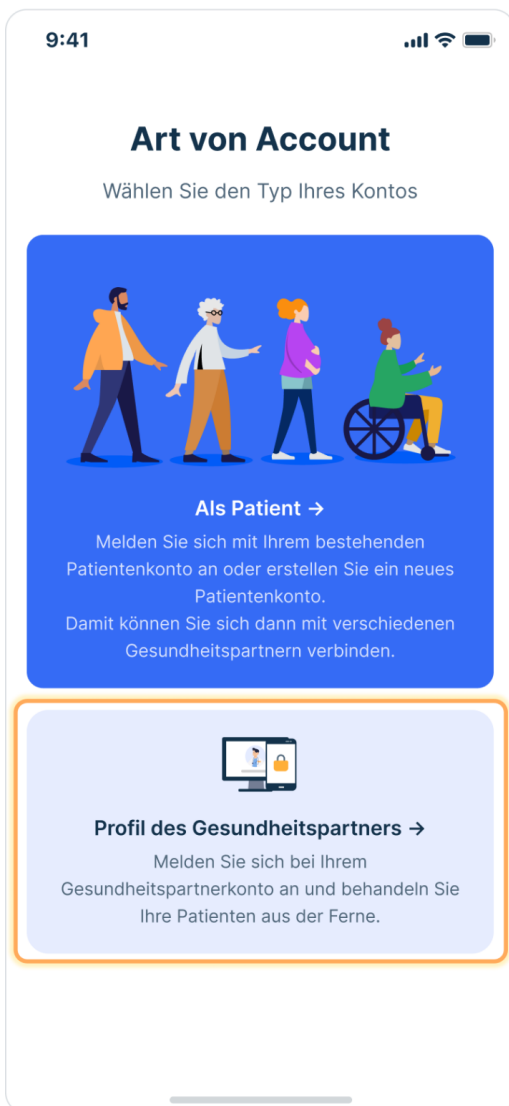 9:41
Art von Account
Wählen Sie den Typ Ihres Kontos
Als Patient →
Melden Sie sich mit Ihrem bestehenden
Patientenkonto an oder erstellen Sie ein neues
Patientenkonto.
Damit können Sie sich dann mit verschiedenen
Gesundheitspartnern verbinden.
Profil des Gesundheitspartners →
Melden Sie sich bei Ihrem
Gesundheitspartnerkonto an und behandeln Sie
Ihre Patienten aus der Ferne.